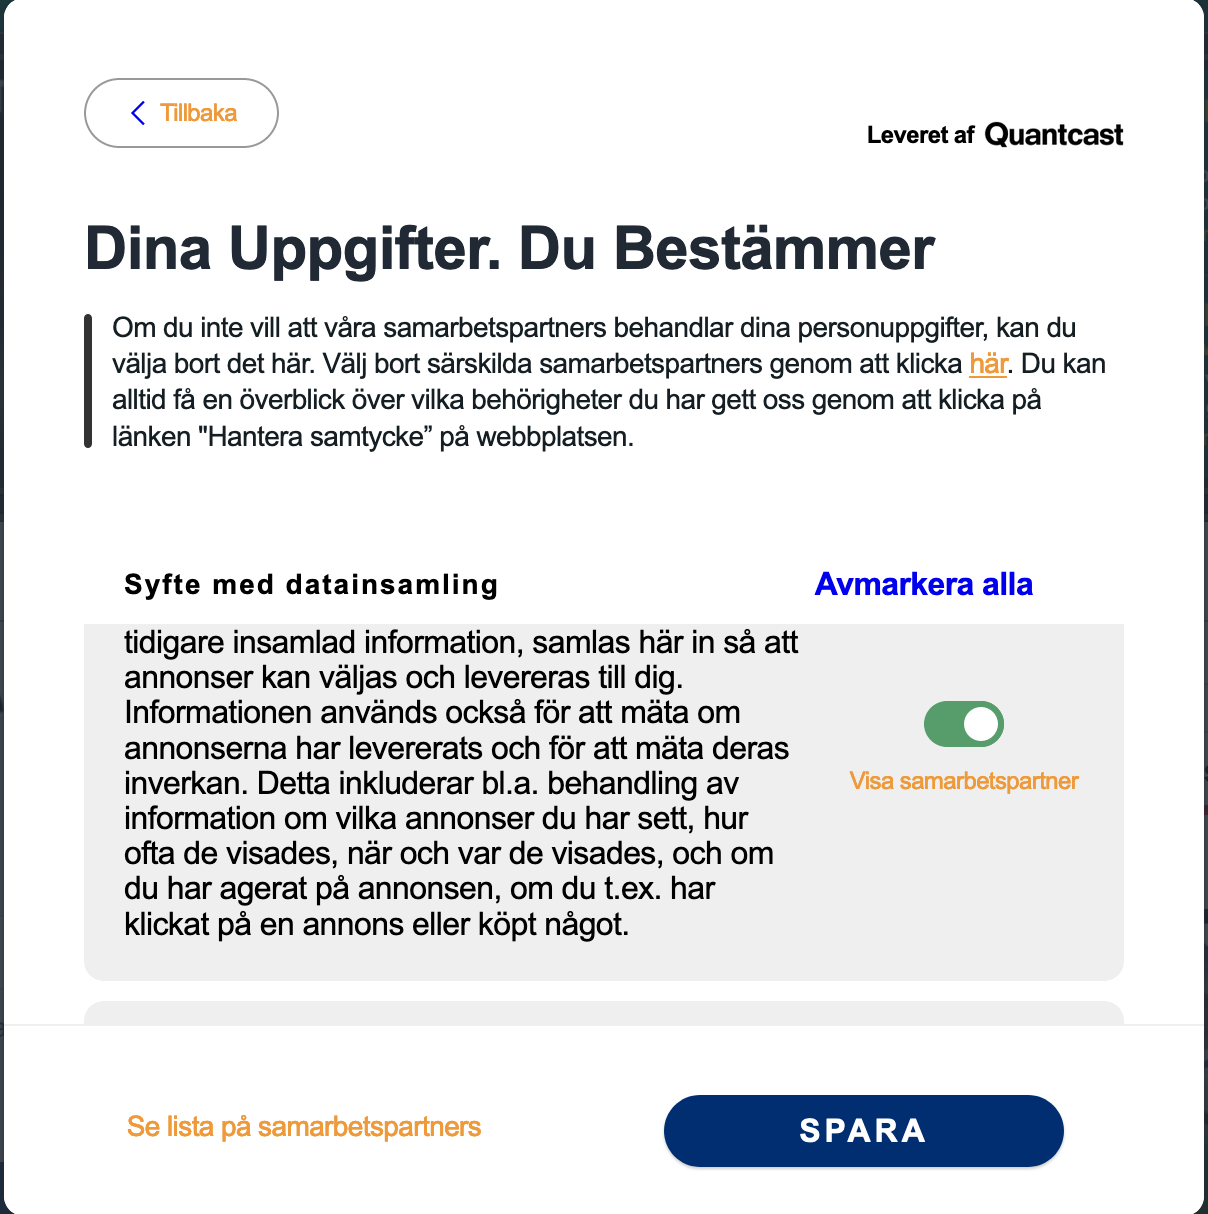 Tillbaka
Leveret af Quantcast
Dina Uppgifter. Du Bestämmer
Om du inte vill att våra samarbetspartners behandlar dina personuppgifter, kan du
välja bort det här. Välj bort särskilda samarbetspartners genom att klicka här. Du kan
alltid få en överblick över vilka behörigheter du har gett oss genom att klicka på
länken "Hantera samtycke” på webbplatsen.
Syfte med datainsamling
Avmarkera alla
tidigare insamlad information, samlas här in så att
annonser kan väljas och levereras till dig.
Informationen används också för att mäta om
annonserna har levererats och för att mäta deras
inverkan. Detta inkluderar bl.a. behandling av
information om vilka annonser du har sett, hur
ofta de visades, när och var de visades, och om
du har agerat på annonsen, om du t.ex. har
klickat på en annons eller köpt något.
Visa samarbetspartner
Se lista på samarbetspartners
SPARA